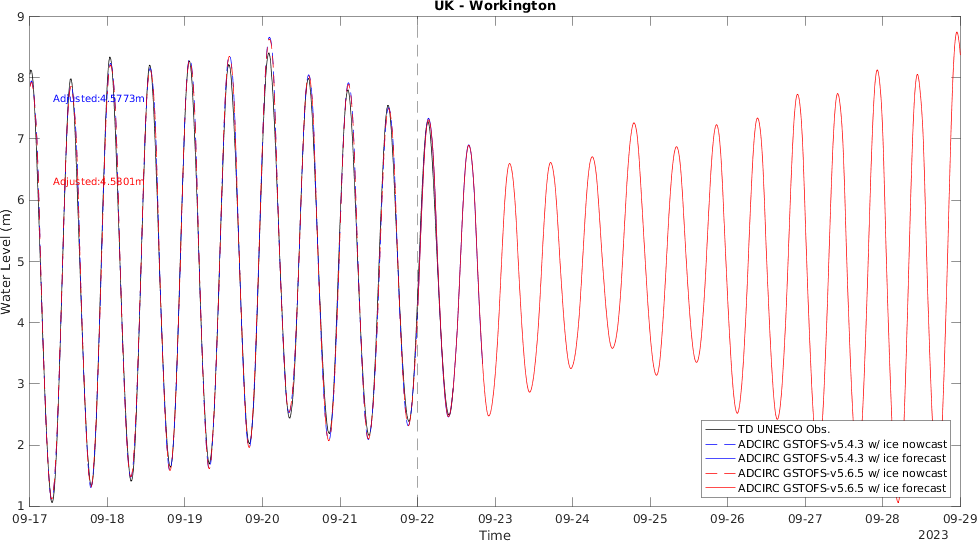 UK - Workington
9
8
7
6
5
4
3
2
1
Water Level (m)
Adjusted:4.5773m
Adjusted:4.5801m
TD UNESCO Obs.
ADCIRC GSTOFS-v5.4.3 w/ ice nowcast
ADCIRC GSTOFS-v5.4.3 w/ ice forecast
ADCIRC GSTOFS-v5.6.5 w/ ice nowcast
ADCIRC GSTOFS-v5.6.5 w/ ice forecast
09-17 09-18 09-19 09-20 09-21 09-22 09-23 09-24 09-25 09-26 09-27 09-28 09-29
Time
2023